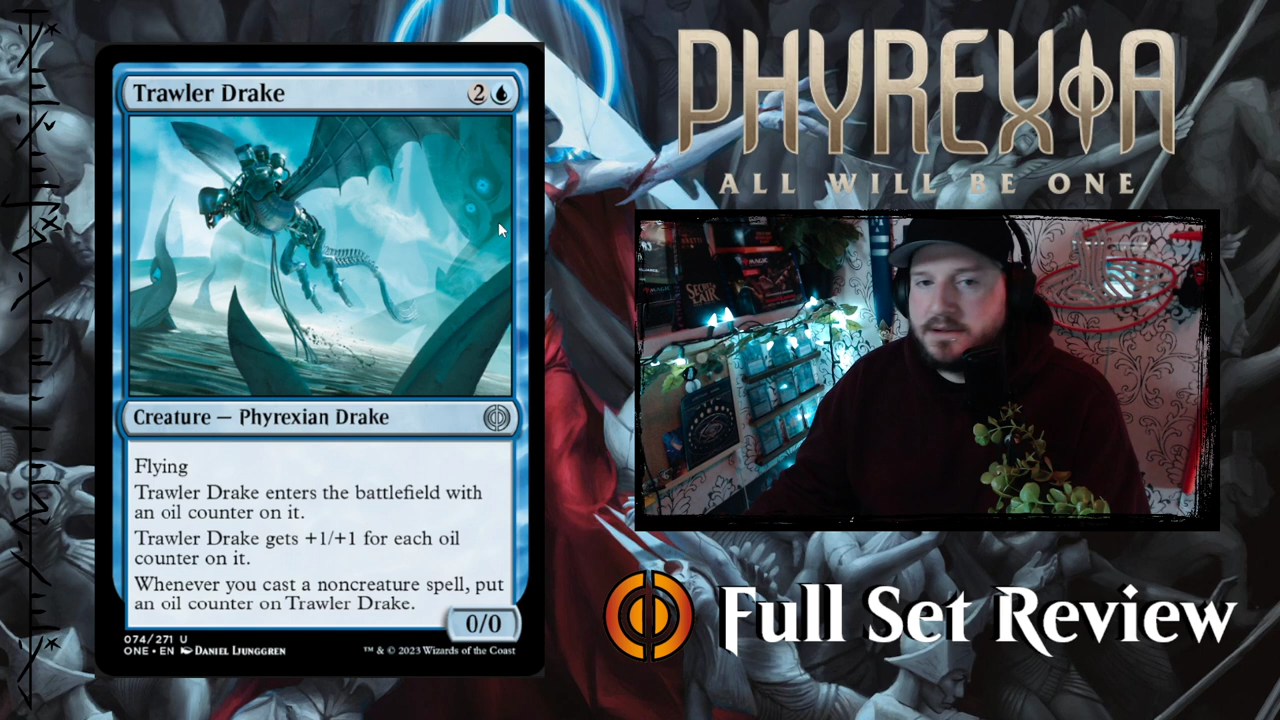 Trawler Drake 2
Creature — Phyrexian Drake
Flying
Trawler Drake enters the battlefield with
an oil counter on it.
Trawler Drake gets +1/+1 for each oil
counter on it.
Whenever you cast a noncreature spell, put
an oil counter on Trawler Drake.
0/0
074/271 U
ONE • EN DANIEL LJUNGGREN
™ & © 2023 Wizards of the Coast
PHYREXIA
ALL WILL BE ONE
MAGIC
SECRET
LAIR
Full Set Review